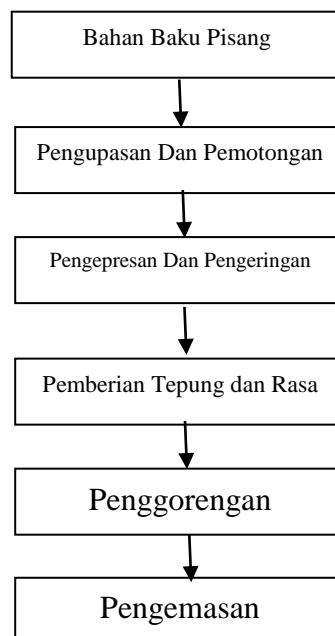 Bahan Baku Pisang
Pengupasan Dan Pemotongan
Pengepresan Dan Pengeringan
Pemberian Tepung dan Rasa
Penggorengan
Pengemasan